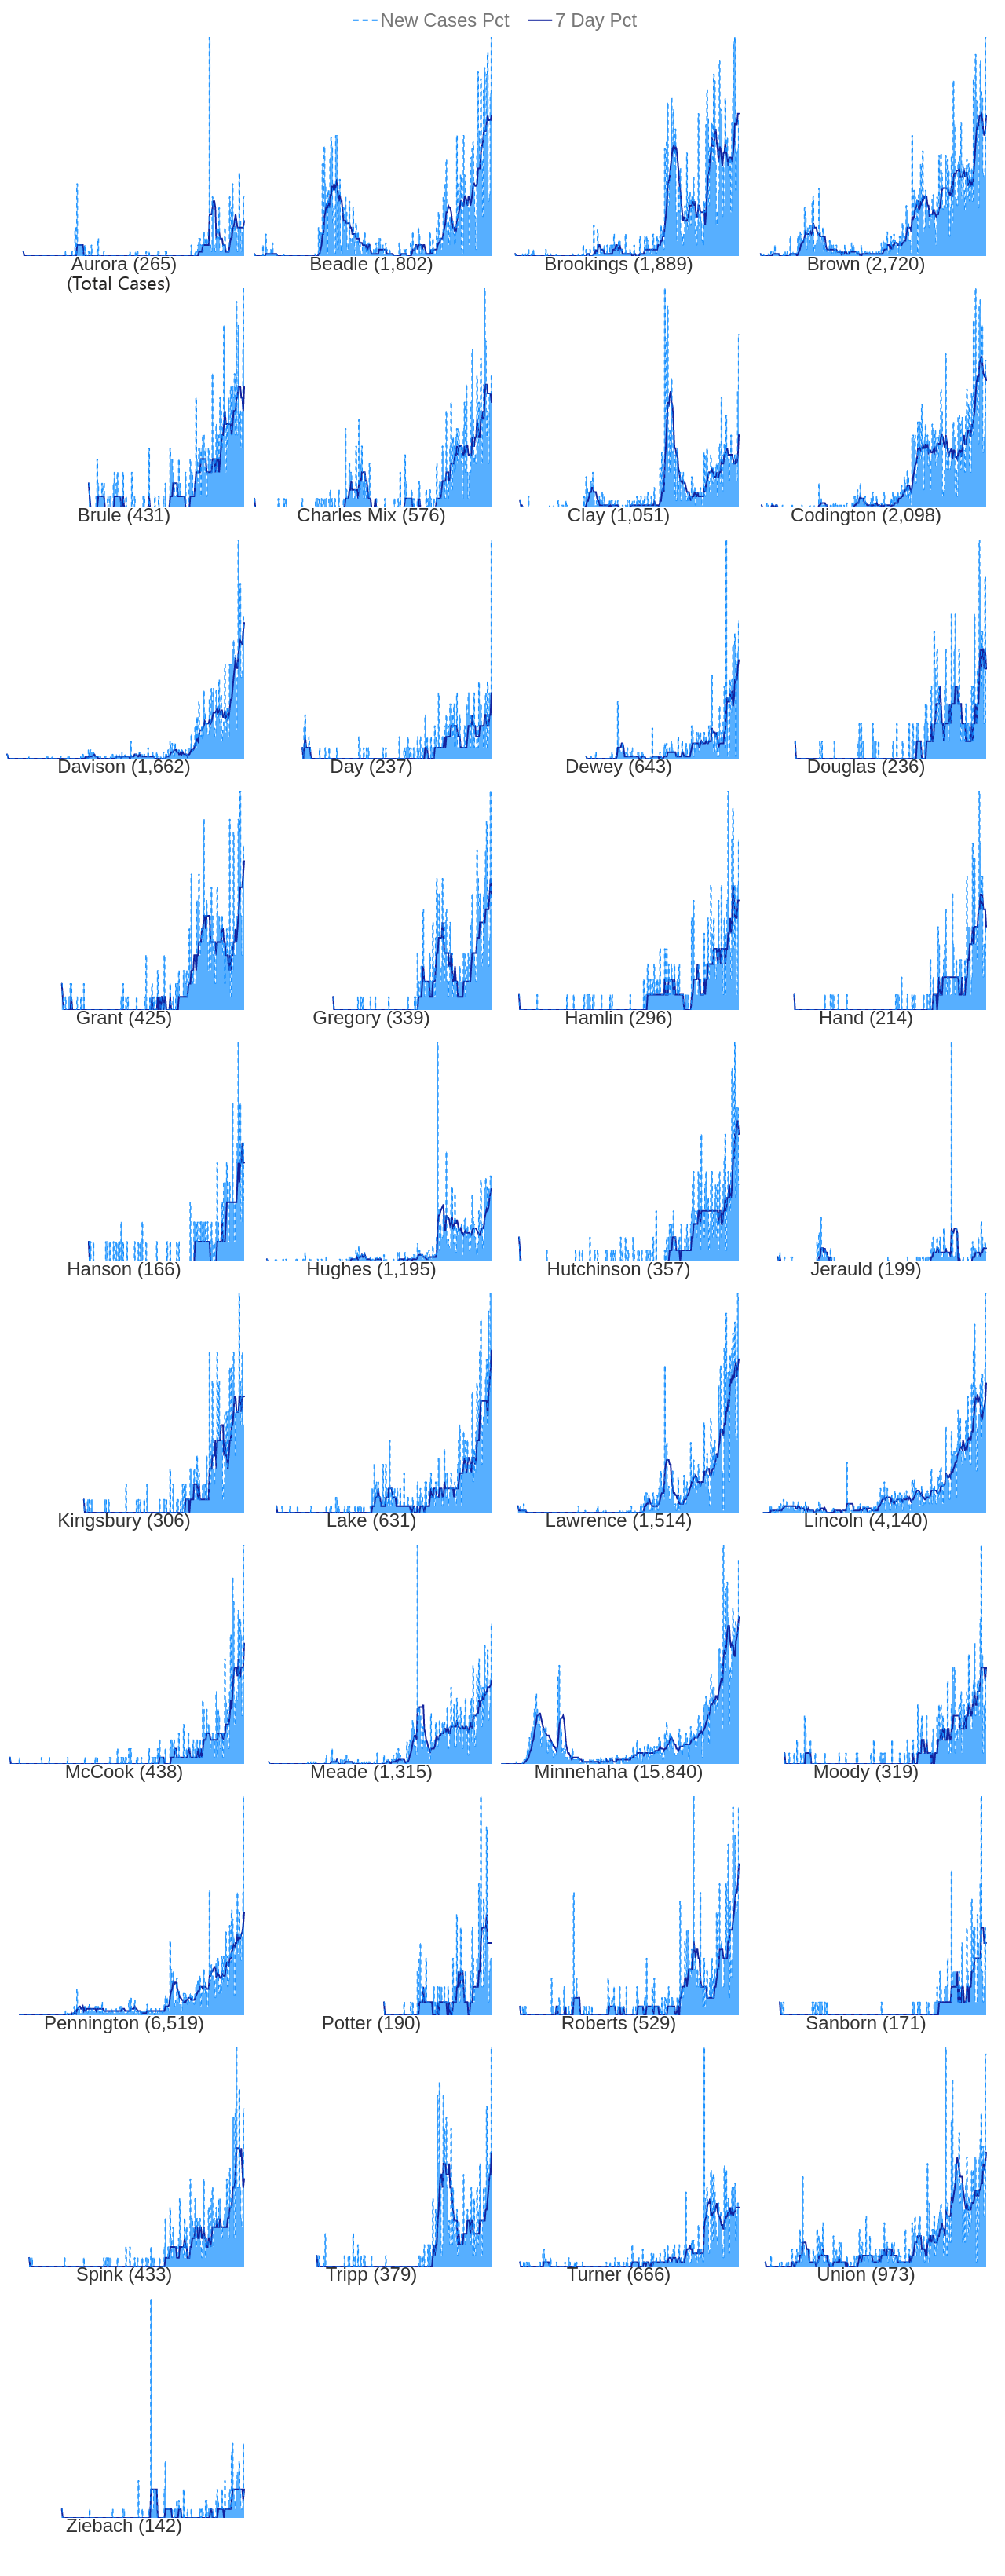 New Cases Pct 7 Day Pct
Aurora (265) Beadle (1,802) Brookings (1,889) Brown (2,720)
(Total Cases)
Brule (431) Charles Mix (576) Clay (1,051) Codington (2,098)
Davison (1,662) Day (237) Dewey (643) Douglas (236)
Grant (425) Gregory (339) Hamlin (296) Hand (214)
Hanson (166) Hughes (1,195) Hutchinson (357) Jerauld (199)
Kingsbury (306) Lake (631) Lawrence (1,514) Lincoln (4,140)
McCook (438) Meade (1,315) Minnehaha (15,840) Moody (319)
Pennington (6,519) Potter (190) Roberts (529) Sanborn (171)
Spink (433) Tripp (379) Turner (666) Union (973)
Ziebach (142)